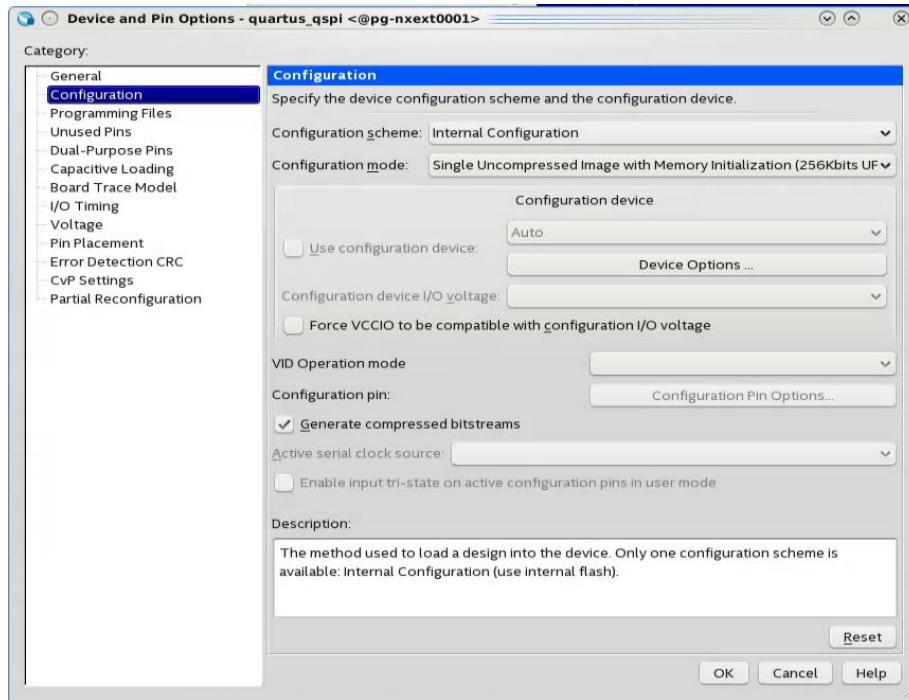 Device and Pin Options - quartus_qspi <@pg-nxext0001>
Category:
General
Configuration
Programming Files
Unused Pins
Dual-Purpose Pins
Capacitive Loading
Board Trace Model
I/O Timing
Voltage
Pin Placement
Error Detection CRC
CvP Settings
Partial Reconfiguration
Configuration
Specify the device configuration scheme and the configuration device.
Configuration scheme: Internal Configuration
Configuration mode: Single Uncompressed Image with Memory Initialization (256Kbits UF
Configuration device
Use configuration device: Auto
Device Options ...
Configuration device I/O voltage:
Force VCCIO to be compatible with configuration I/O voltage
VID Operation mode
Configuration pin: Configuration Pin Options...
Generate compressed bitstreams
Active serial clock source:
Enable input tri-state on active configuration pins in user mode
Description:
The method used to load a design into the device. Only one configuration scheme is
available: Internal Configuration (use internal flash).
Reset
OK Cancel Help